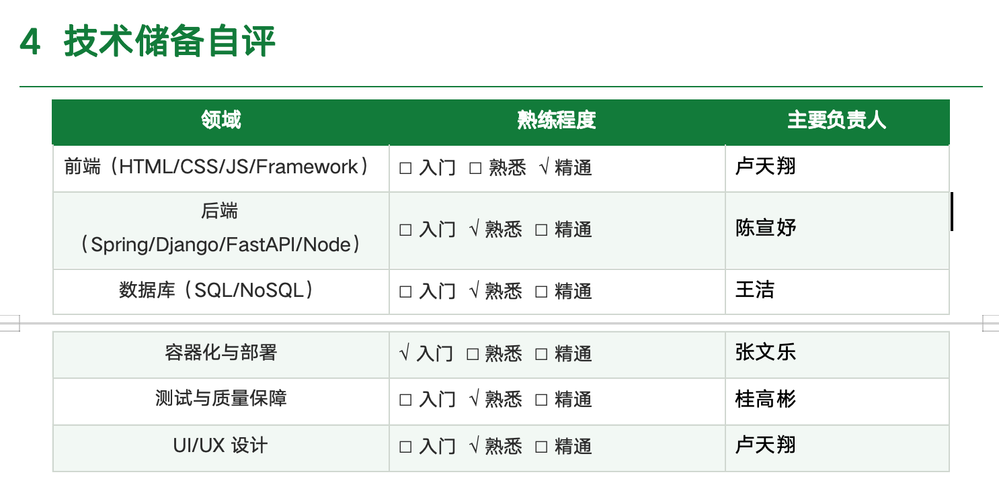 4 技术储备自评
领域 熟练程度 主要负责人
前端（HTML/CSS/JS/Framework） □ 入门 □ 熟悉 √ 精通 卢天翔
后端
（Spring/Django/FastAPI/Node） □ 入门 √ 熟悉 □ 精通 陈宣妤
数据库（SQL/NoSQL） □ 入门 √ 熟悉 □ 精通 王洁
容器化与部署 √ 入门 □ 熟悉 □ 精通 张文乐
测试与质量保障 □ 入门 √ 熟悉 □ 精通 桂高彬
UI/UX 设计 □ 入门 √ 熟悉 □ 精通 卢天翔